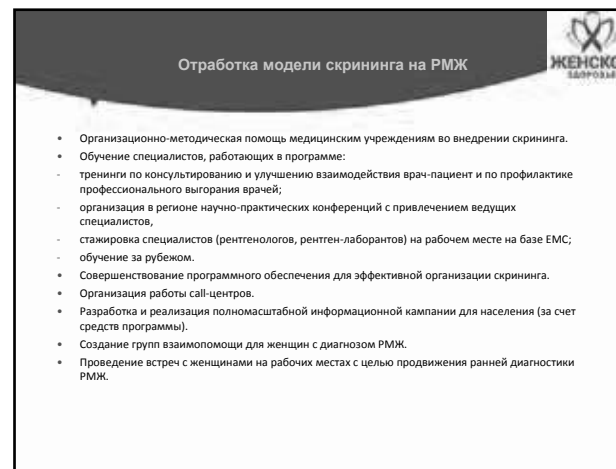 Отработка модели скрининга на РМЖ
ЖЕНСКО
ЗДОРОВЬЕ
• Организационно-методическая помощь медицинским учреждениям во внедрении скрининга.
• Обучение специалистов, работающих в программе:
- тренинги по консультированию и улучшению взаимодействия врач-пациент и по профилактике
профессионального выгорания врачей;
- организация в регионе научно-практических конференций с привлечением ведущих
специалистов,
- стажировка специалистов (рентгенологов, рентген-лаборантов) на рабочем месте на базе ЕМС;
- обучение за рубежом.
• Совершенствование программного обеспечения для эффективной организации скрининга.
• Организация работы call-центров.
• Разработка и реализация полномасштабной информационной кампании для населения (за счет
средств программы).
• Создание групп взаимопомощи для женщин с диагнозом РМЖ.
• Проведение встреч с женщинами на рабочих местах с целью продвижения ранней диагностики
РМЖ.